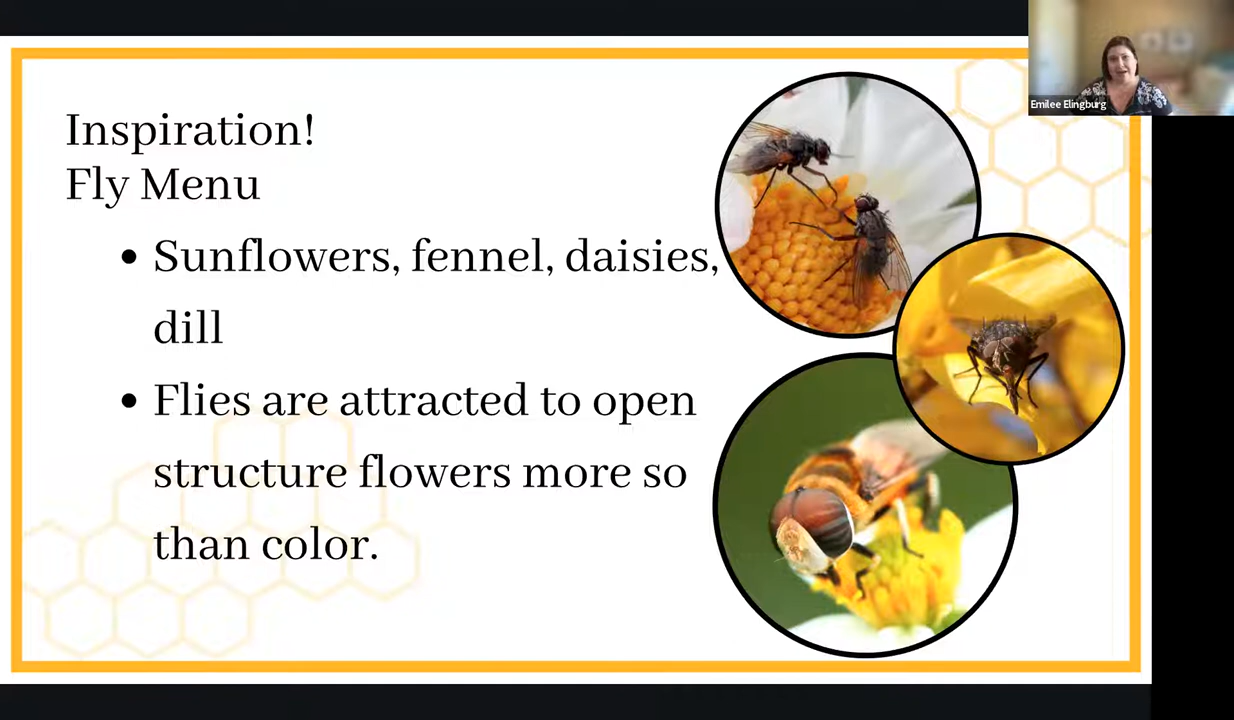 Inspiration!
Fly Menu
• Sunflowers, fennel, daisies,
dill
• Flies are attracted to open
structure flowers more so
than color.
Emilee Elingburg